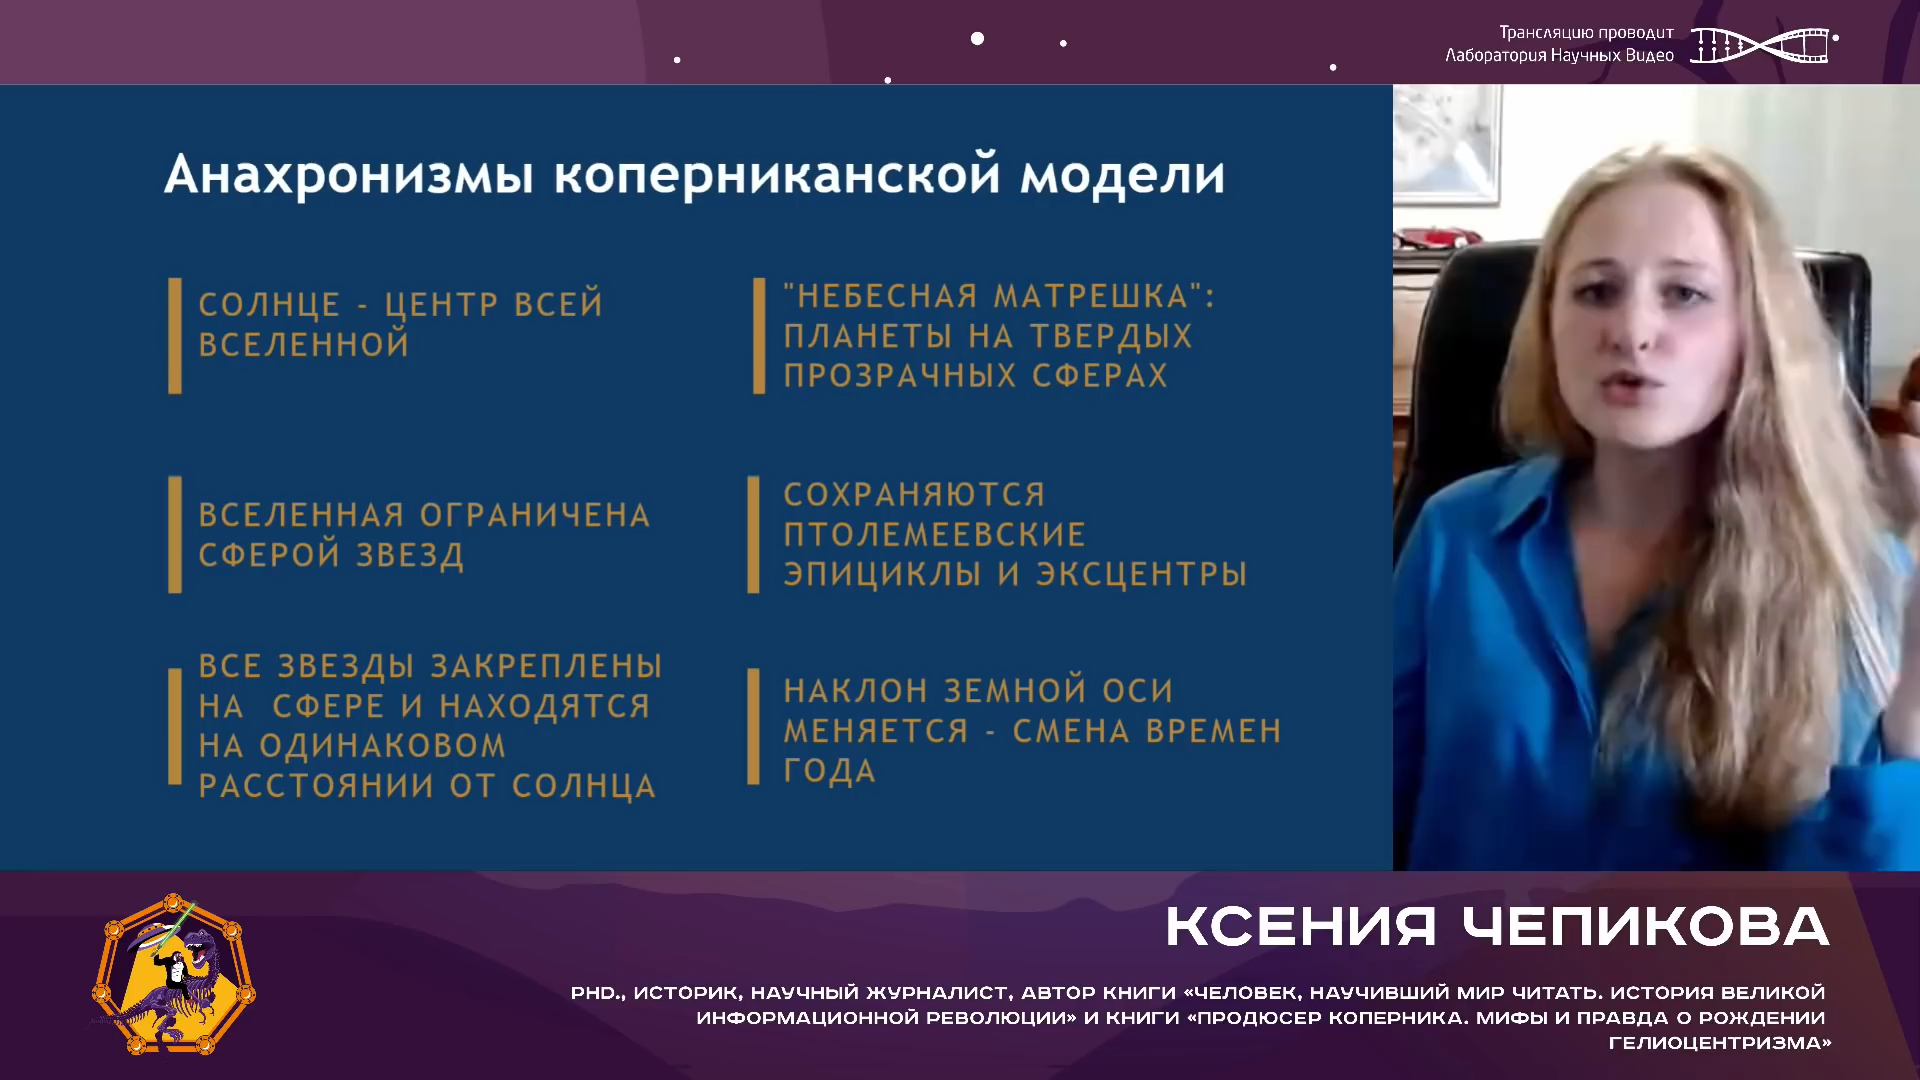 Трансляцию проводит
Лаборатория Научных Видео
Анахронизмы коперниканской модели
СОЛНЦЕ - ЦЕНТР ВСЕЙ
ВСЕЛЕННОЙ
"НЕБЕСНАЯ МАТРЕШКА":
ПЛАНЕТЫ НА ТВЕРДЫХ
ПРОЗРАЧНЫХ СФЕРАХ
ВСЕЛЕННАЯ ОГРАНИЧЕНА
СФЕРОЙ ЗВЕЗД
СОХРАНЯЮТСЯ
ПТОЛЕМЕЕВСКИЕ
ЭПИЦИКЛЫ И ЭКСЦЕНТРЫ
ВСЕ ЗВЕЗДЫ ЗАКРЕПЛЕНЫ
НА СФЕРЕ И НАХОДЯТСЯ
НА ОДИНАКОВОМ
РАССТОЯНИИ ОТ СОЛНЦА
НАКЛОН ЗЕМНОЙ ОСИ
МЕНЯЕТСЯ - СМЕНА ВРЕМЕН
ГОДА
КСЕНИЯ ЧЕПИКОВА
PHD., ИСТОРИК, НАУЧНЫЙ ЖУРНАЛИСТ, АВТОР КНИГИ «ЧЕЛОВЕК, НАУЧИВШИЙ МИР ЧИТАТЬ. ИСТОРИЯ ВЕЛИКОЙ
ИНФОРМАЦИОННОЙ РЕВОЛЮЦИИ» И КНИГИ «ПРОДЮСЕР КОПЕРНИКА. МИФЫ И ПРАВДА О РОЖДЕНИИ
ГЕЛИОЦЕНТРИЗМА»